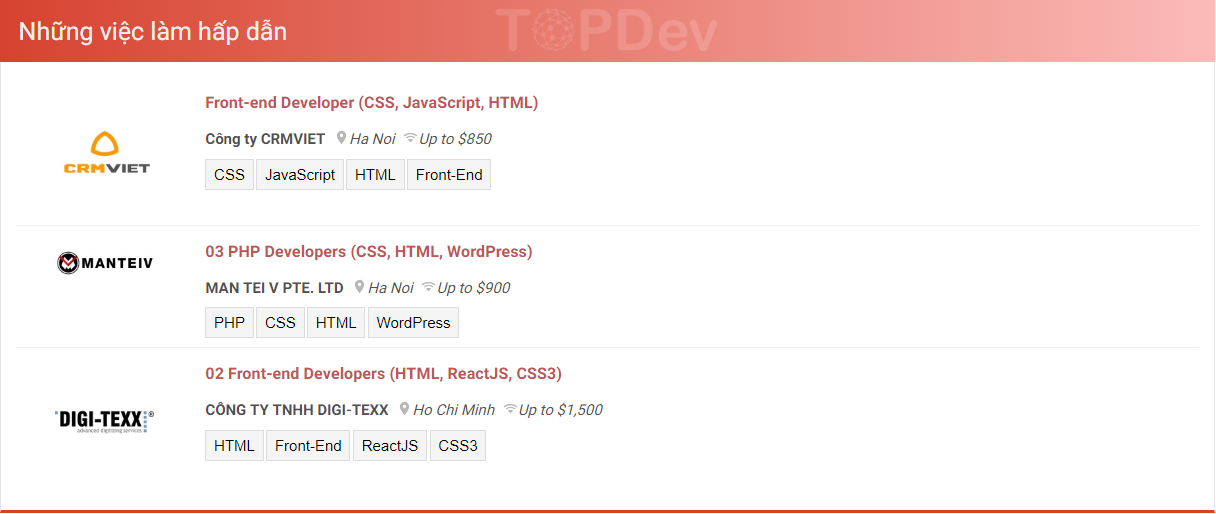 Những việc làm hấp dẫn
TOPDev
Front-end Developer (CSS, JavaScript, HTML)
Công ty CRMVIET Ha Noi Up to $850
CRMVIET
CSS JavaScript HTML Front-End
03 PHP Developers (CSS, HTML, WordPress)
MANTEIV
MAN TEI V PTE. LTD Ha Noi Up to $900
PHP CSS HTML WordPress
02 Front-end Developers (HTML, ReactJS, CSS3)
CÔNG TY TNHH DIGI-TEXX Ho Chi Minh Up to $1,500
DIGI-TEXX®
advanced digitizing services
HTML Front-End ReactJS CSS3